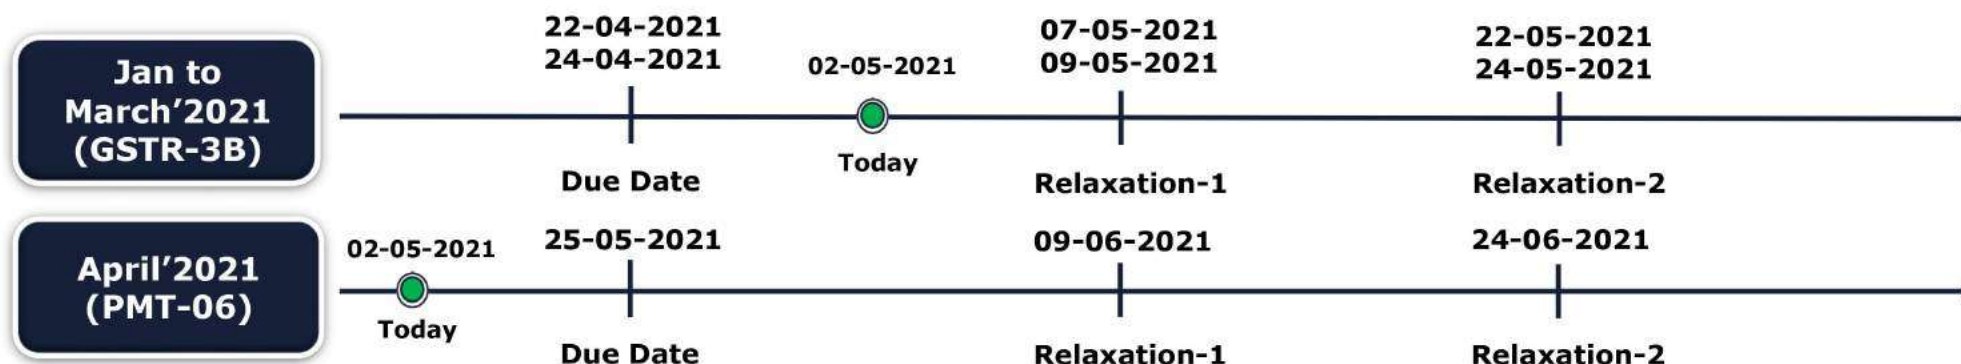 Jan to
March’2021
(GSTR-3B)
22-04-2021
24-04-2021
Due Date
02-05-2021
Today
07-05-2021
09-05-2021
Relaxation-1
22-05-2021
24-05-2021
Relaxation-2
April’2021
(PMT-06)
02-05-2021
Today
25-05-2021
Due Date
09-06-2021
Relaxation-1
24-06-2021
Relaxation-2